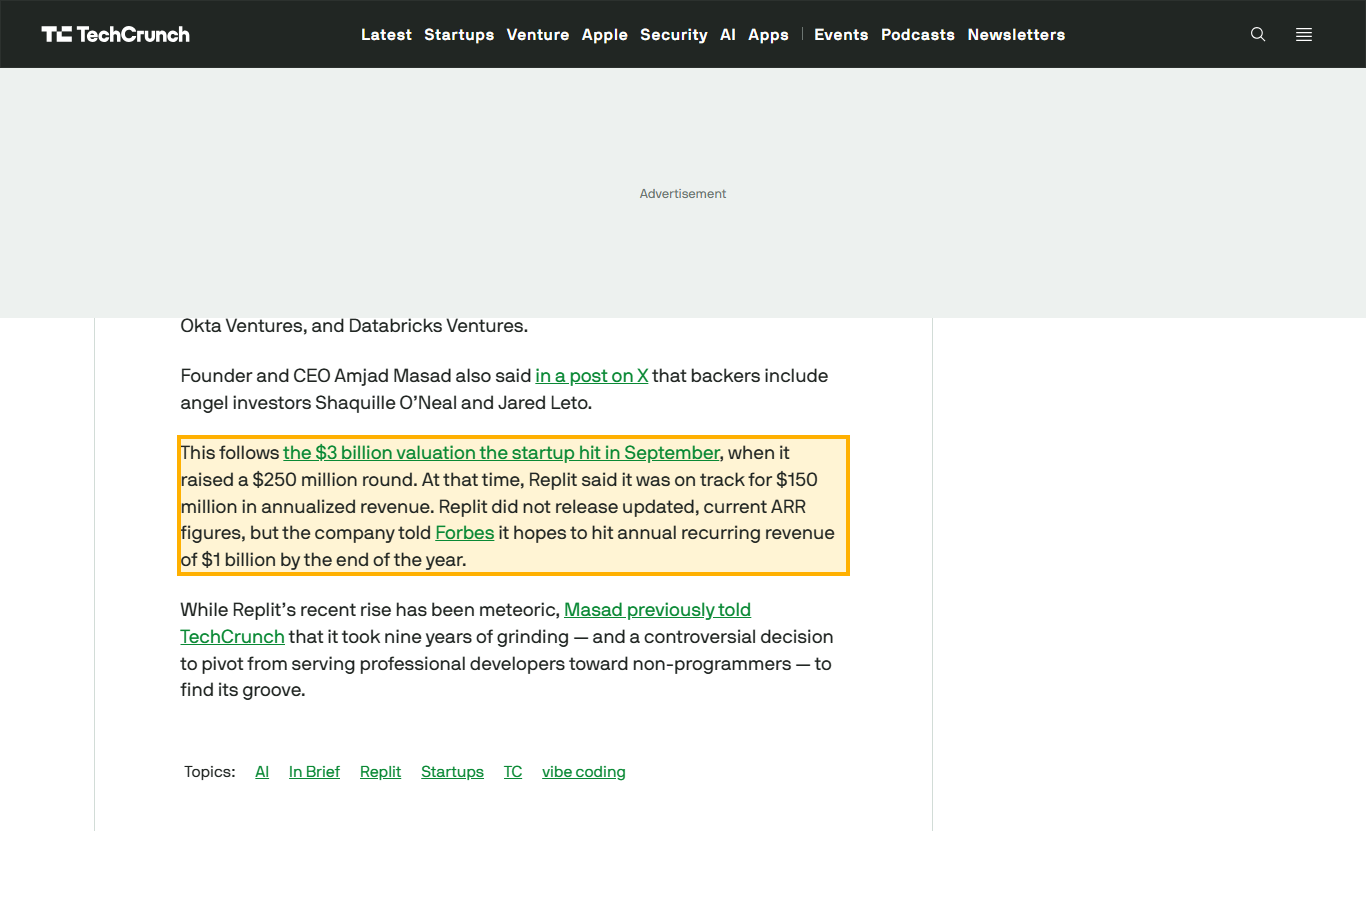 TechCrunch
Latest Startups Venture Apple Security AI Apps Events Podcasts Newsletters
Advertisement
Okta Ventures, and Databricks Ventures.
Founder and CEO Amjad Masad also said in a post on X that backers include
angel investors Shaquille O’Neal and Jared Leto.
This follows the $3 billion valuation the startup hit in September, when it
raised a $250 million round. At that time, Replit said it was on track for $150
million in annualized revenue. Replit did not release updated, current ARR
figures, but the company told Forbes it hopes to hit annual recurring revenue
of $1 billion by the end of the year.
While Replit’s recent rise has been meteoric, Masad previously told
TechCrunch that it took nine years of grinding — and a controversial decision
to pivot from serving professional developers toward non-programmers — to
find its groove.
Topics: AI In Brief Replit Startups TC vibe coding